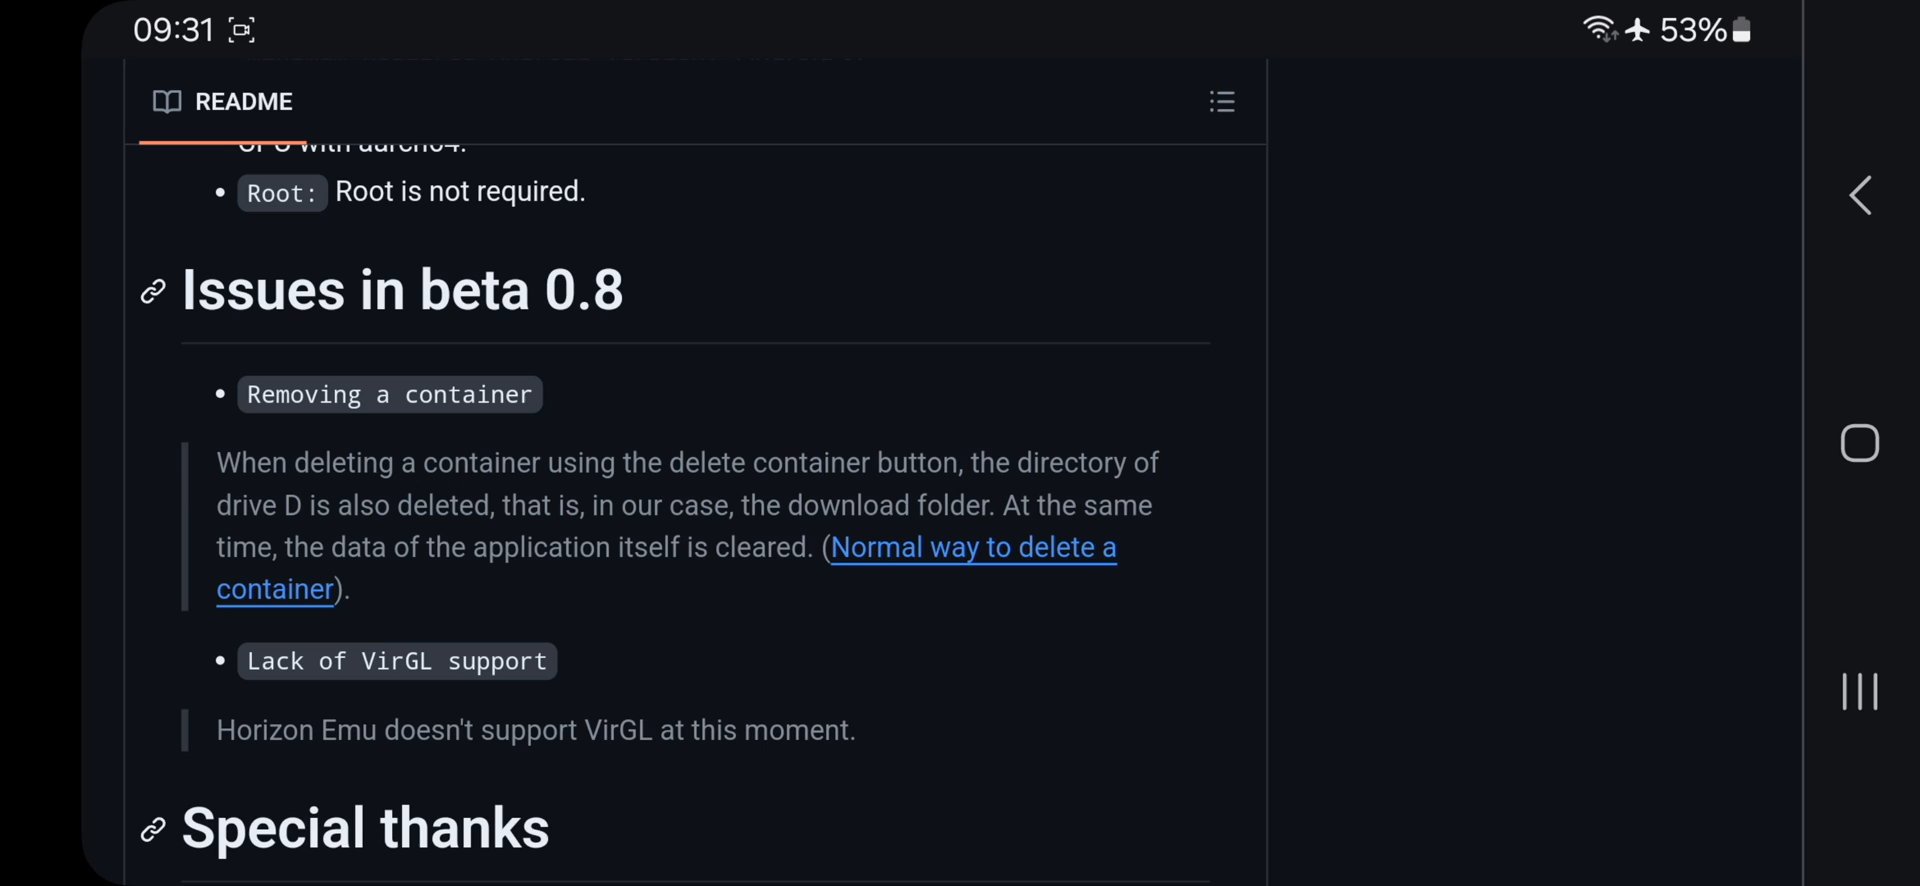 09:31
53%
README
with
Root: Root is not required.
Issues in beta 0.8
Removing a container
When deleting a container using the delete container button, the directory of
drive D is also deleted, that is, in our case, the download folder. At the same
time, the data of the application itself is cleared. (Normal way to delete a
container).
Lack of VirGL support
Horizon Emu doesn't support VirGL at this moment.
Special thanks